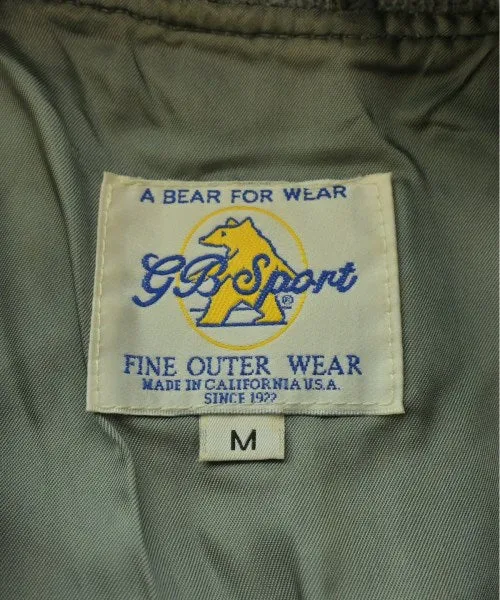 A BEAR FOR WEAR
GB Sport®
FINE OUTER WEAR
MADE IN CALIFORNIA U.S.A.
SINCE 1922
M